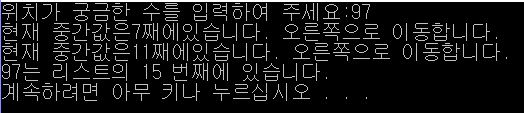 위치가 궁금한 수를 입력하여 주세요:97
현재 중간값은7째에있습니다. 오른쪽으로 이동합니다.
현재 중간값은11째에있습니다. 오른쪽으로 이동합니다.
97는 리스트의 15 번째에 있습니다.
계속하려면 아무 키나 누르십시오 . . .